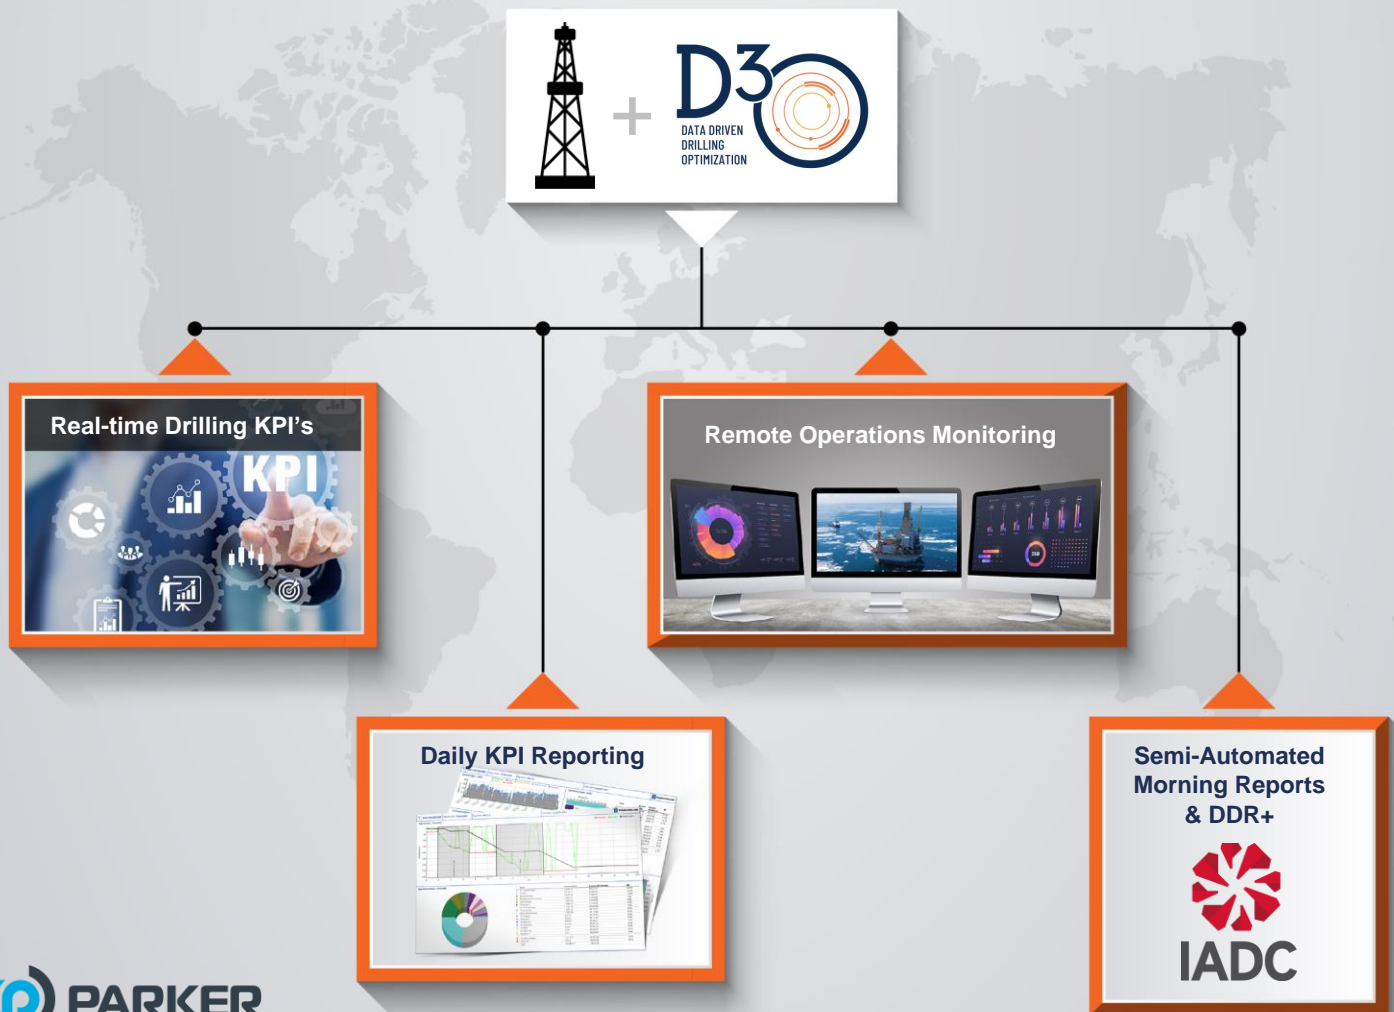 D3
DATA DRIVEN
DRILLING
OPTIMIZATION
Real-time Drilling KPI’s
KPI
Remote Operations Monitoring
Daily KPI Reporting
Semi-Automated
Morning Reports
& DDR+
IADC
PARKER